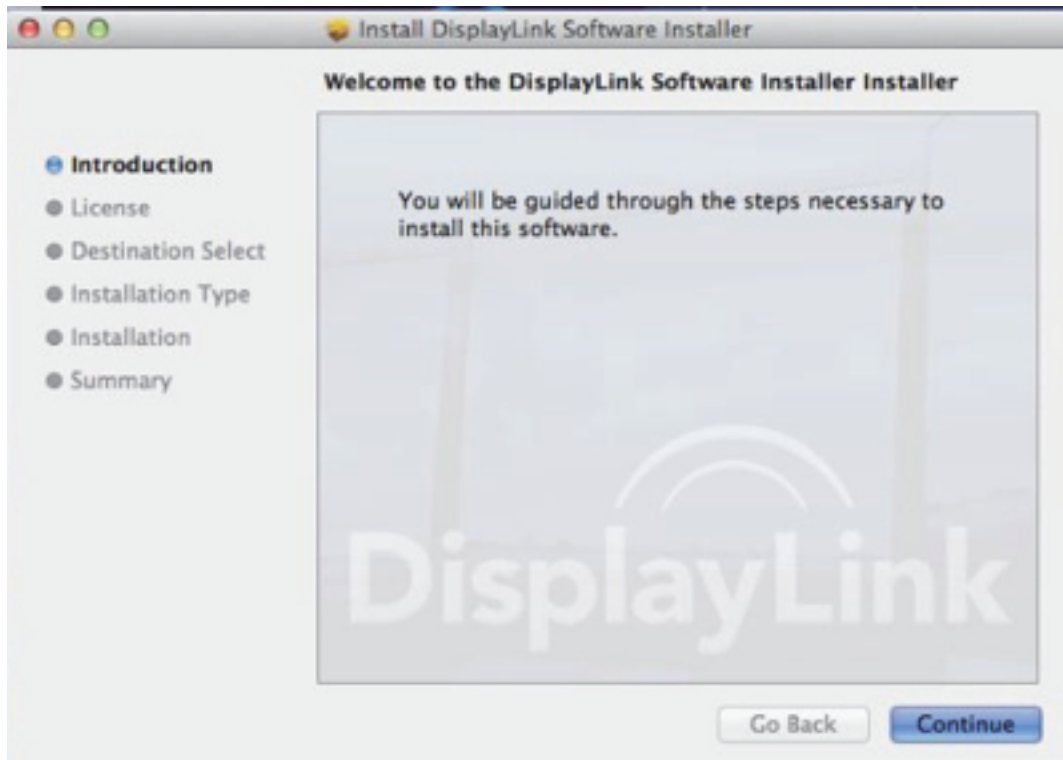 Install DisplayLink Software Installer
Welcome to the DisplayLink Software Installer Installer
Introduction
License
Destination Select
Installation Type
Installation
Summary
You will be guided through the steps necessary to
install this software.
DisplayLink
Go Back
Continue